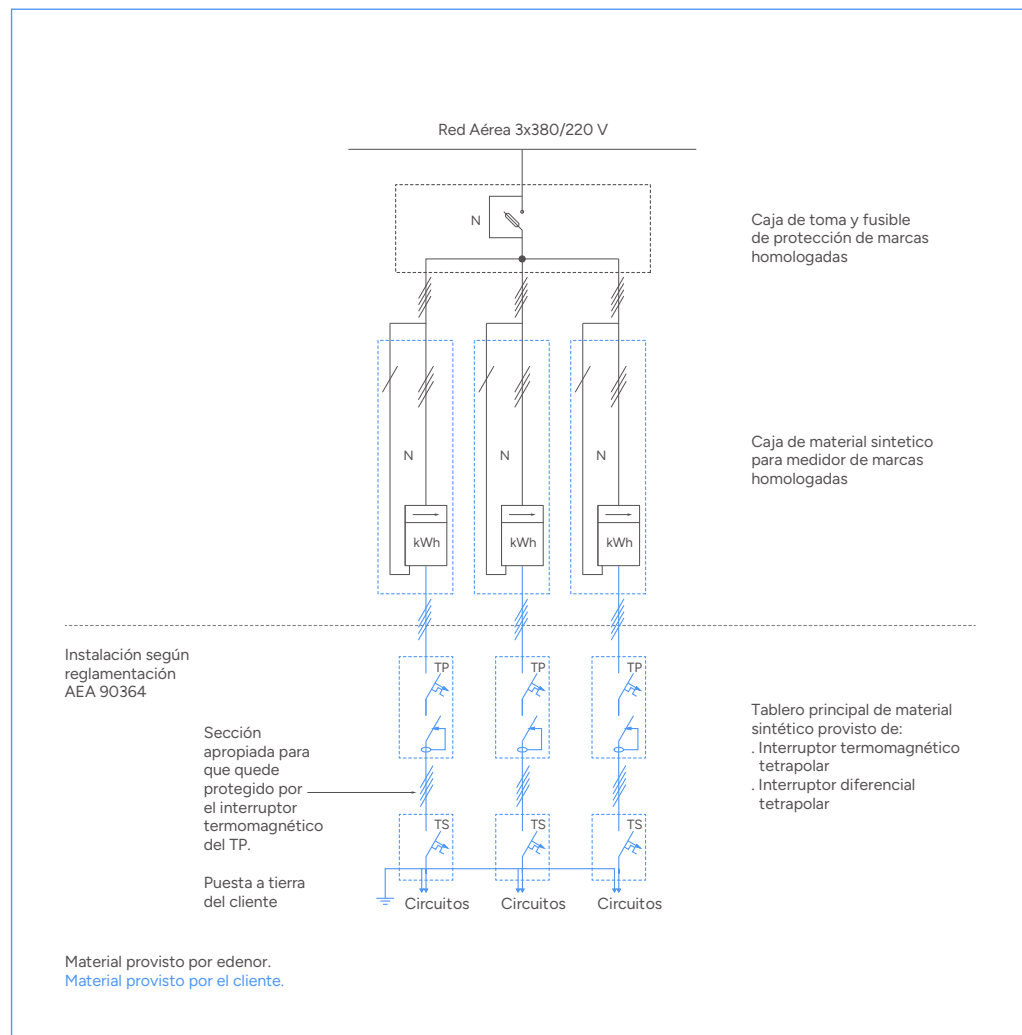 Red Aérea 3x380/220 V
N
Caja de toma y fusible
de protección de marcas
homologadas
N
N
N
Caja de material sintetico
para medidor de marcas
homologadas
kWh
kWh
kWh
Instalación según
reglamentación
AEA 90364
TP
TP
TP
Tablero principal de material
sintético provisto de:
. Interruptor termomagnético
tetrapolar
. Interruptor diferencial
tetrapolar
Sección
apropiada para
que quede
protegido por
el interruptor
termomagnético
del TP.
TS
TS
TS
Puesta a tierra
del cliente
Circuitos
Circuitos
Circuitos
Material provisto por edenor.
Material provisto por el cliente.